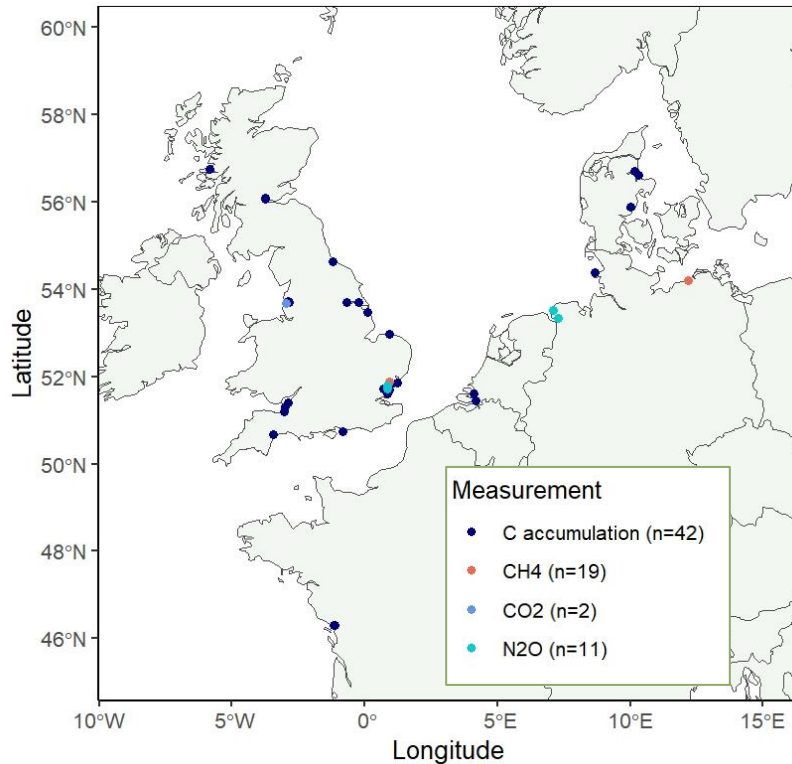 60°N
58°N
56°N
54°N
52°N
50°N
48°N
46°N
Latitude
Measurement
C accumulation (n=42)
CH4 (n=19)
CO2 (n=2)
N2O (n=11)
10°W 5°W 0° 5°E 10°E 15°E
Longitude